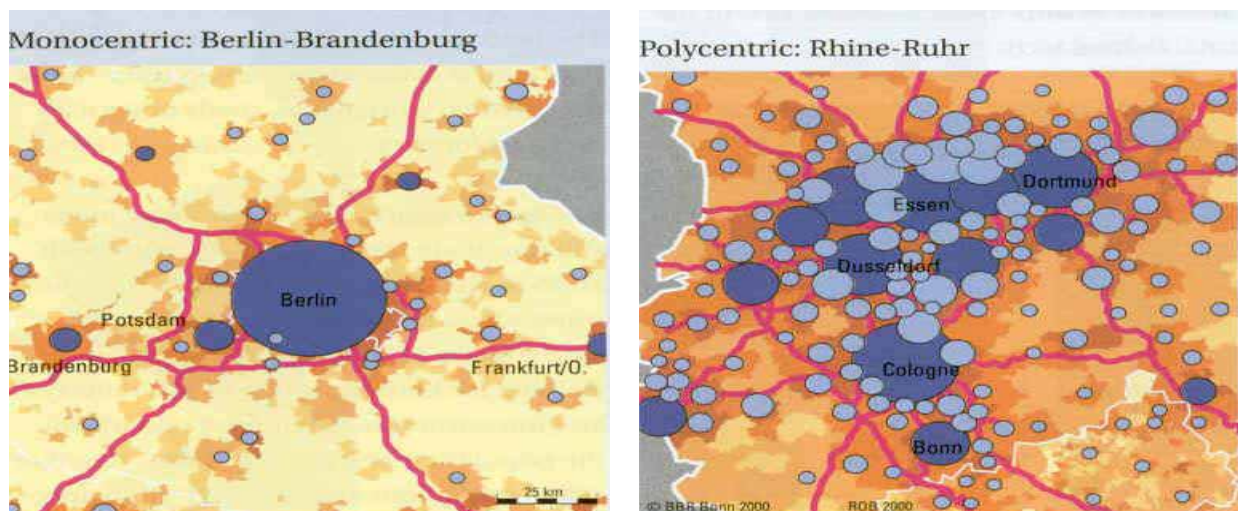 Monocentric: Berlin-Brandenburg
Berlin
Potsdam
Brandenburg
Frankfurt/O.
25 km
Polycentric: Rhine-Ruhr
Dortmund
Essen
Dusseldorf
Cologne
Bonn
© BBR Bonn 2000 ROB 2000